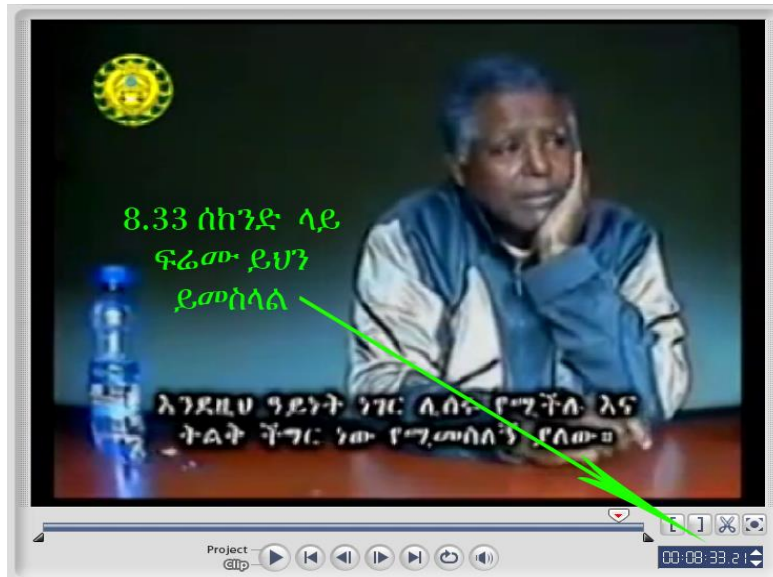 8.33 ሰከንድ ላይ
ፍሬሙ ይህን
ይመስላል
እንደዚህ ዓይነት ነገር ሊሰሩ የሚችሉ እና
ትልቅ ችግር ነው የሚመስለኝ ያለው።
Project
Clip
[ ]
00:08:33.21